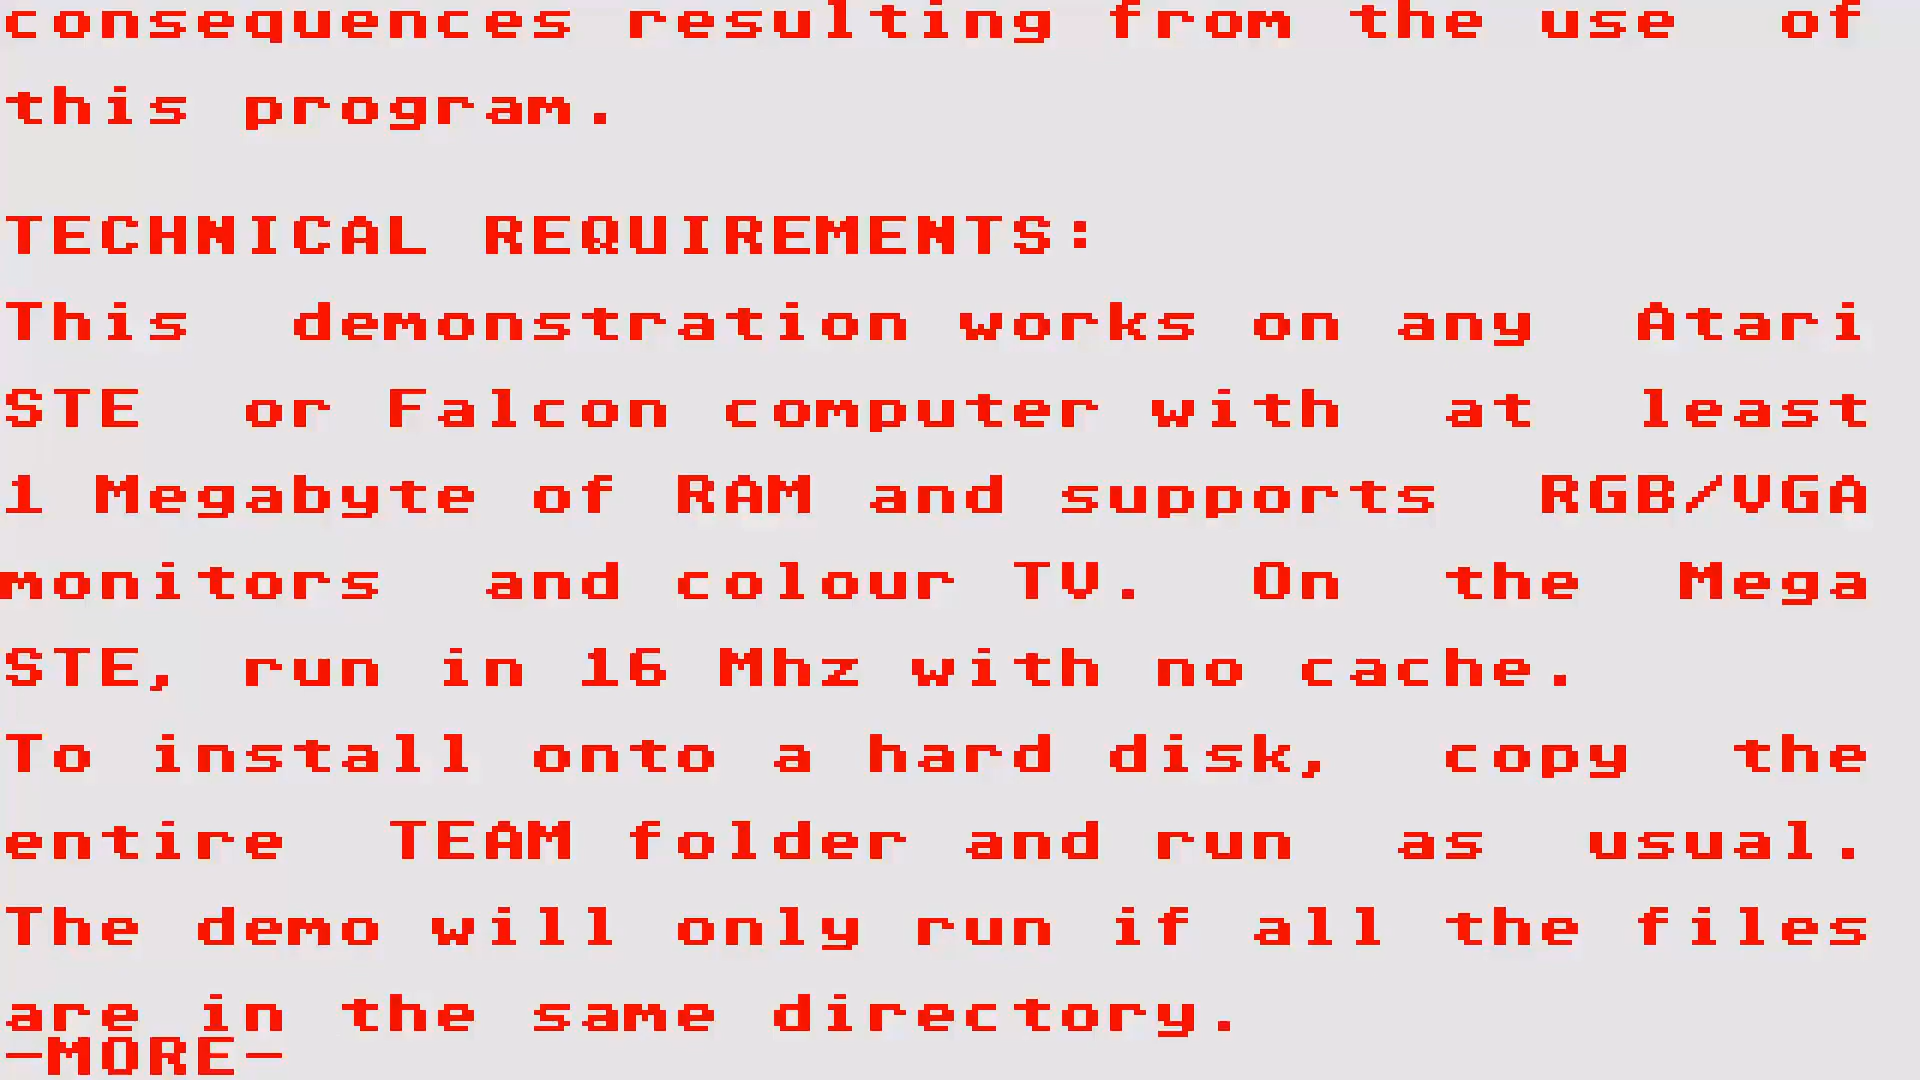 consequences resulting from the use of
this program.
TECHNICAL REQUIREMENTS:
This demonstration works on any Atari
STE or Falcon computer with at least
1 Megabyte of RAM and supports RGB/VGA
monitors and colour TV. On the Mega
STE, run in 16 Mhz with no cache.
To install onto a hard disk, copy the
entire TEAM folder and run as usual.
The demo will only run if all the files
are in the same directory.
-MORE-